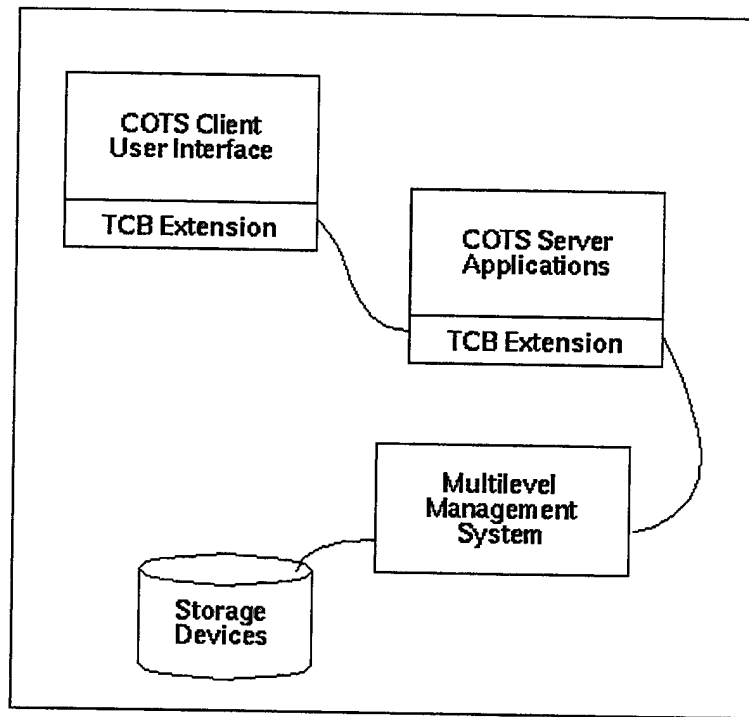 COTS Client
User Interface
TCB Extension
COTS Server
Applications
TCB Extension
Multilevel
Management
System
Storage
Devices